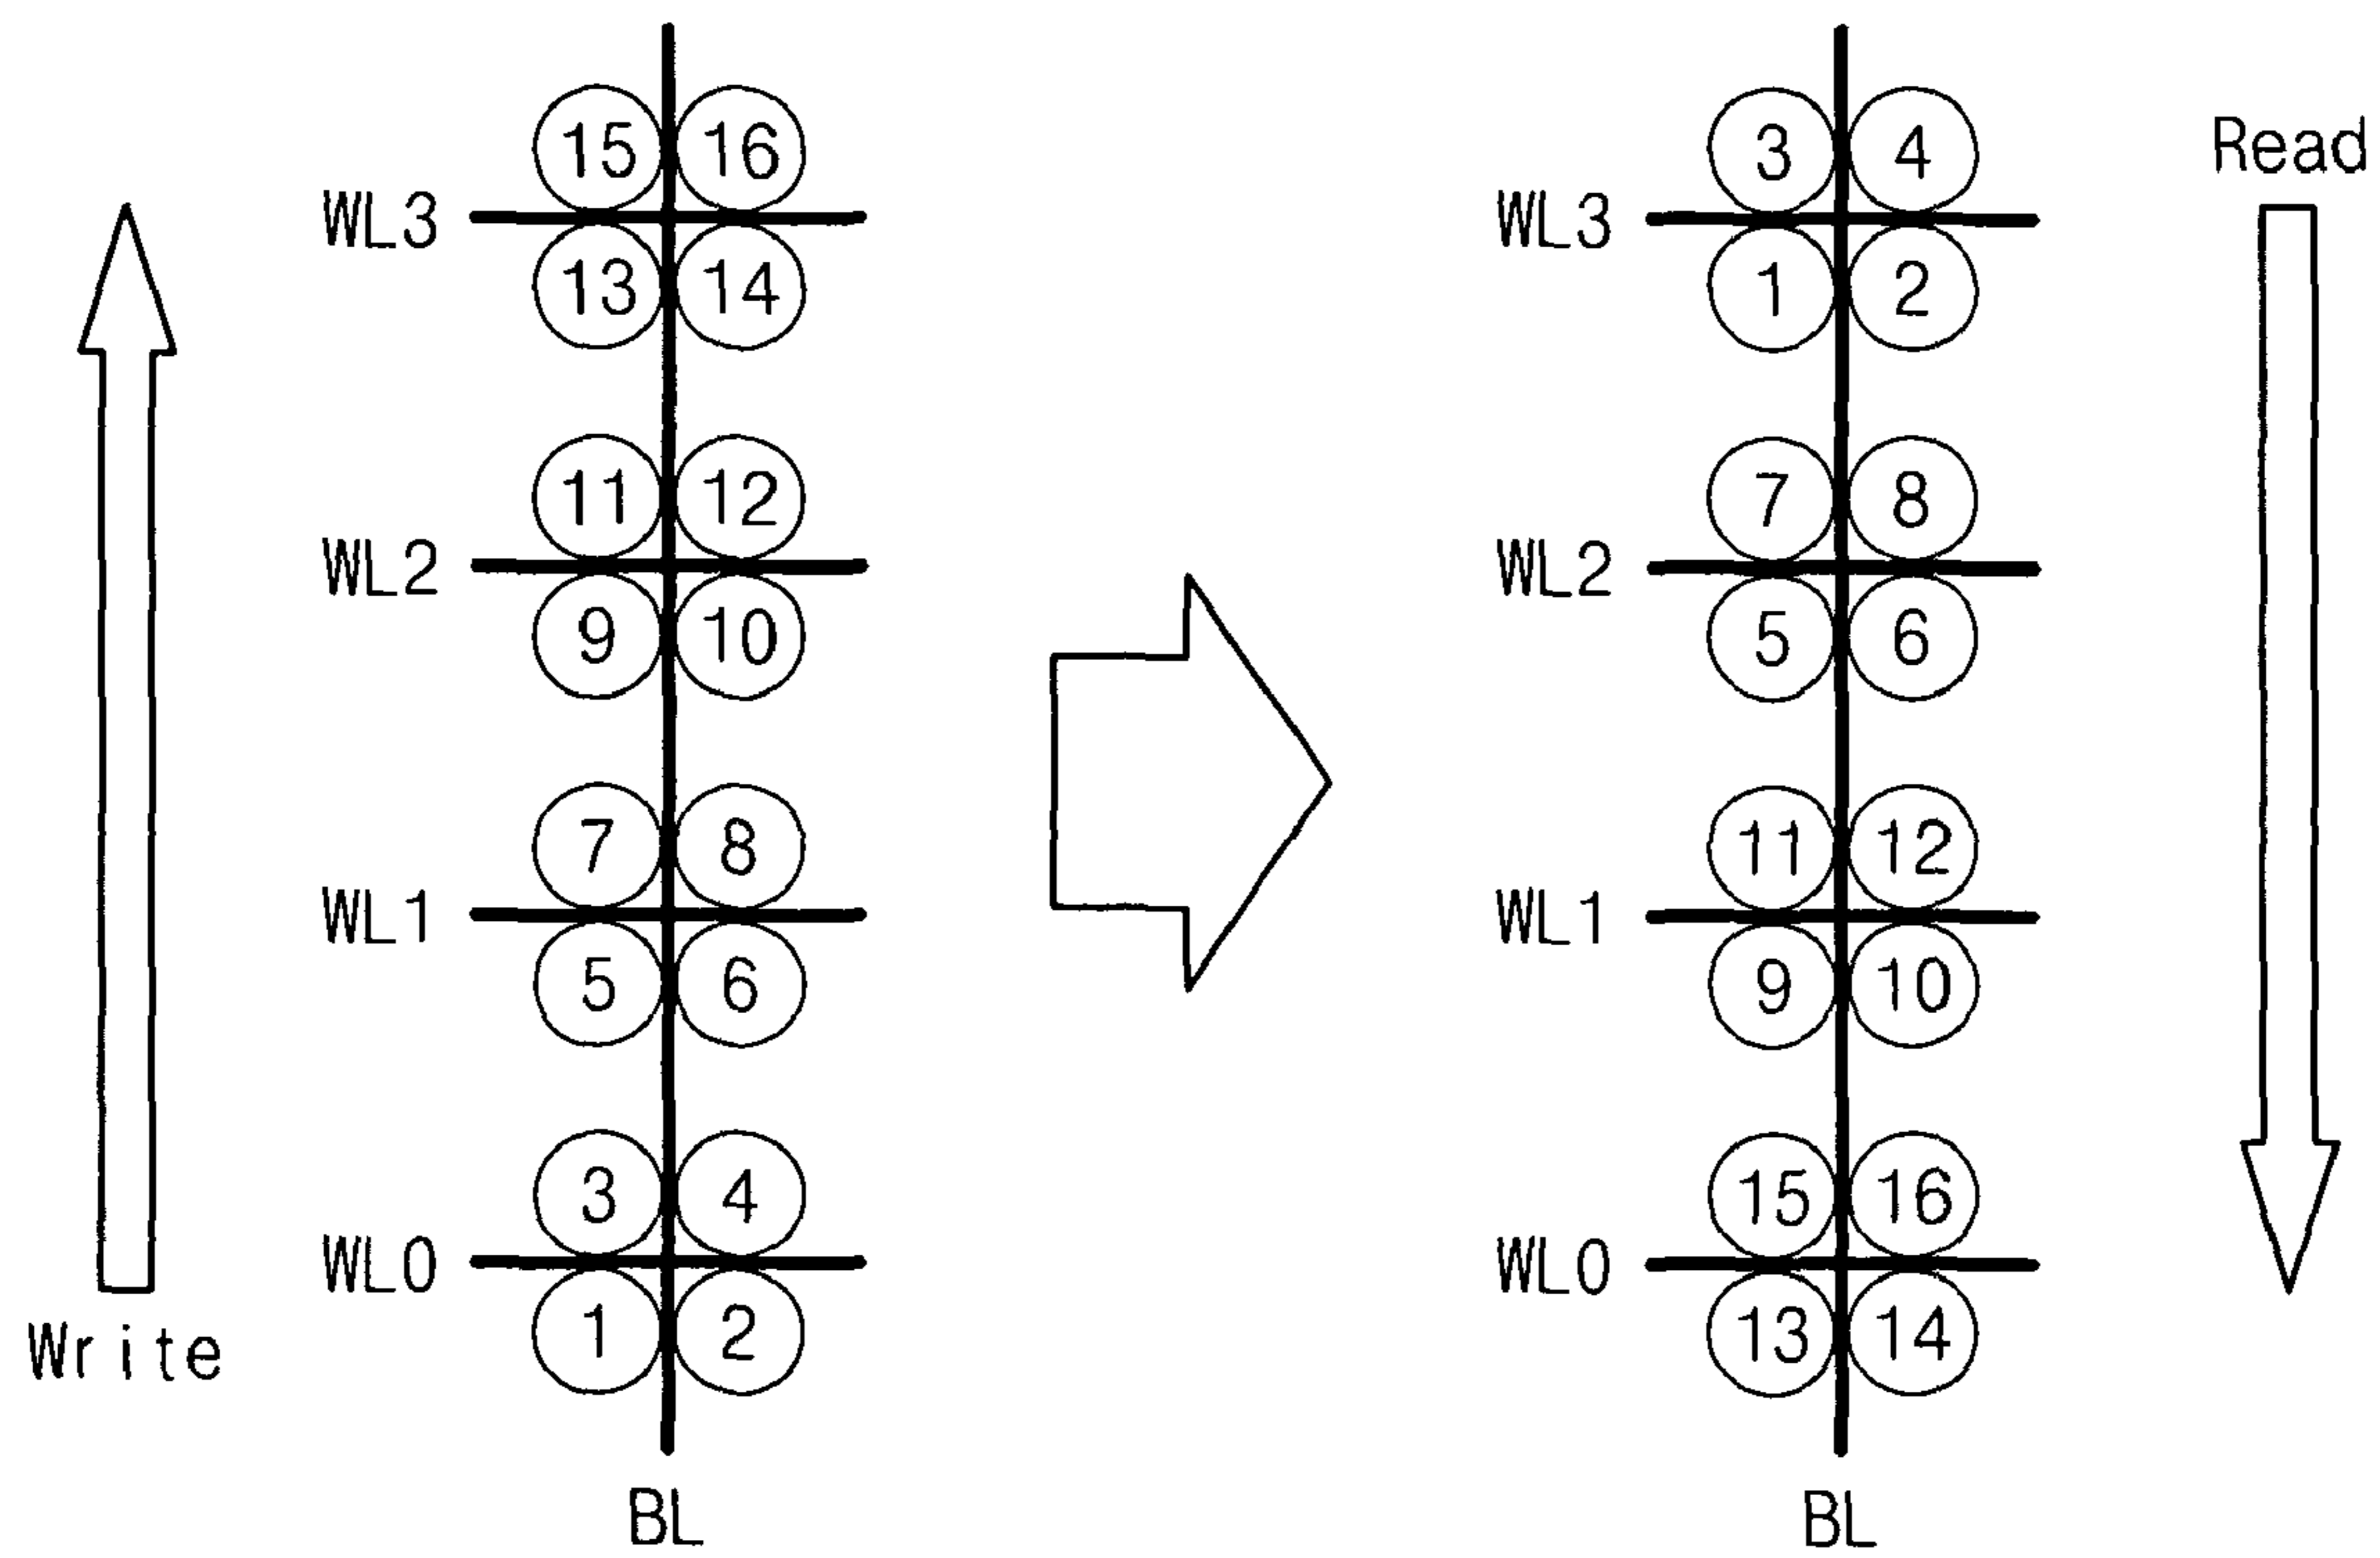 15 16 3 4 Read
WL3 WL3
13 14 1 2
11 12 7 8
WL2 WL2
9 10 5 6
7 8 11 12
WL1 WL1
5 6 9 10
3 4 15 16
WL0 WL0
Write 1 2 13 14
BL BL